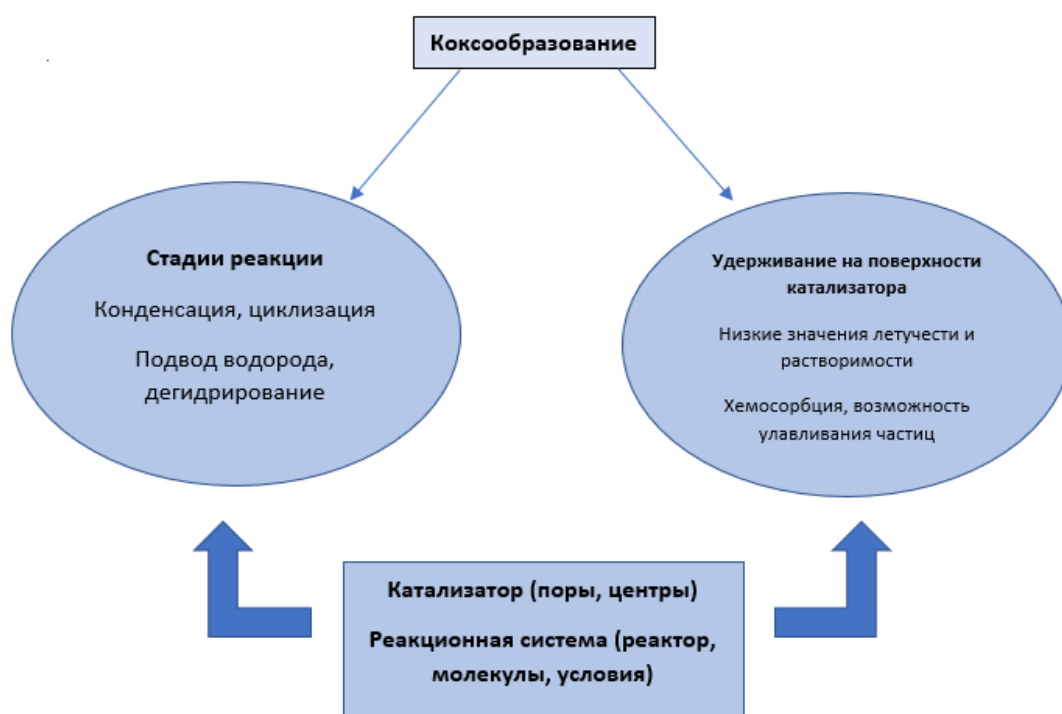 Коксообразование
Стадии реакции
Конденсация, циклизация
Подвод водорода,
дегидрирование
Удерживание на поверхности
катализатора
Низкие значения летучести и
растворимости
Хемосорбция, возможность
улавливания частиц
Катализатор (поры, центры)
Реакционная система (реактор,
молекулы, условия)